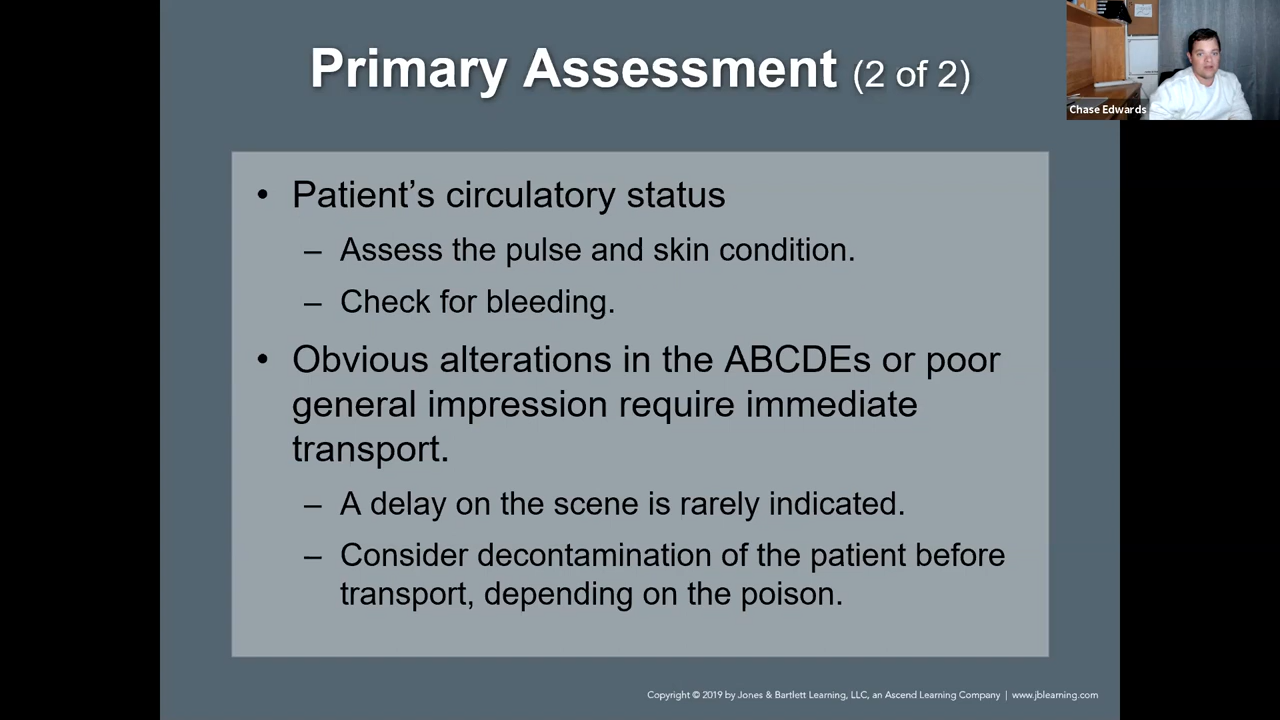 Primary Assessment (2 of 2)
Chase Edwards
• Patient’s circulatory status
– Assess the pulse and skin condition.
– Check for bleeding.
• Obvious alterations in the ABCDEs or poor
general impression require immediate
transport.
– A delay on the scene is rarely indicated.
– Consider decontamination of the patient before
transport, depending on the poison.
Copyright © 2019 by Jones & Bartlett Learning, LLC, an Ascend Learning Company | www.jblearning.com